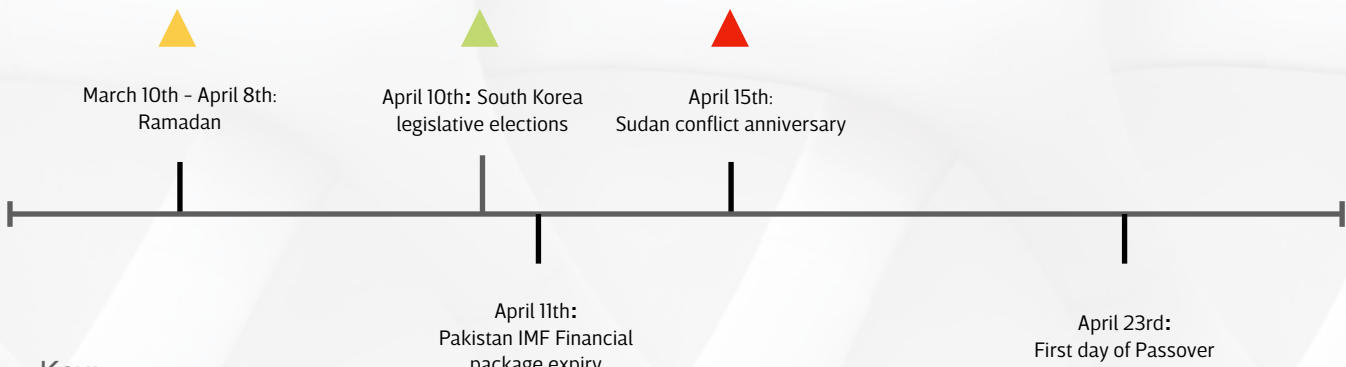 March 10th - April 8th:
Ramadan
April 10th: South Korea
legislative elections
April 15th:
Sudan conflict anniversary
April 11th:
Pakistan IMF Financial
package expiry
April 23rd:
First day of Passover